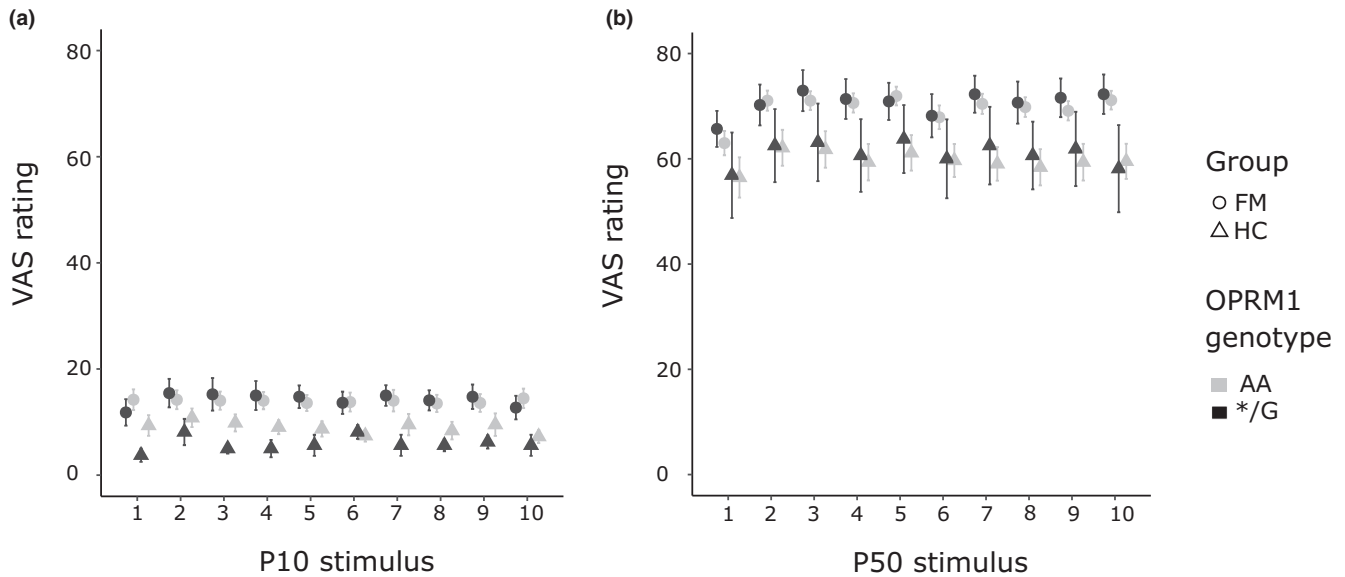 (a)
80
60
40
20
0
VAS rating
1 2 3 4 5 6 7 8 9 10
P10 stimulus
(b)
80
60
40
20
0
VAS rating
1 2 3 4 5 6 7 8 9 10
P50 stimulus
Group
FM
HC
OPRM1
genotype
AA
*/G